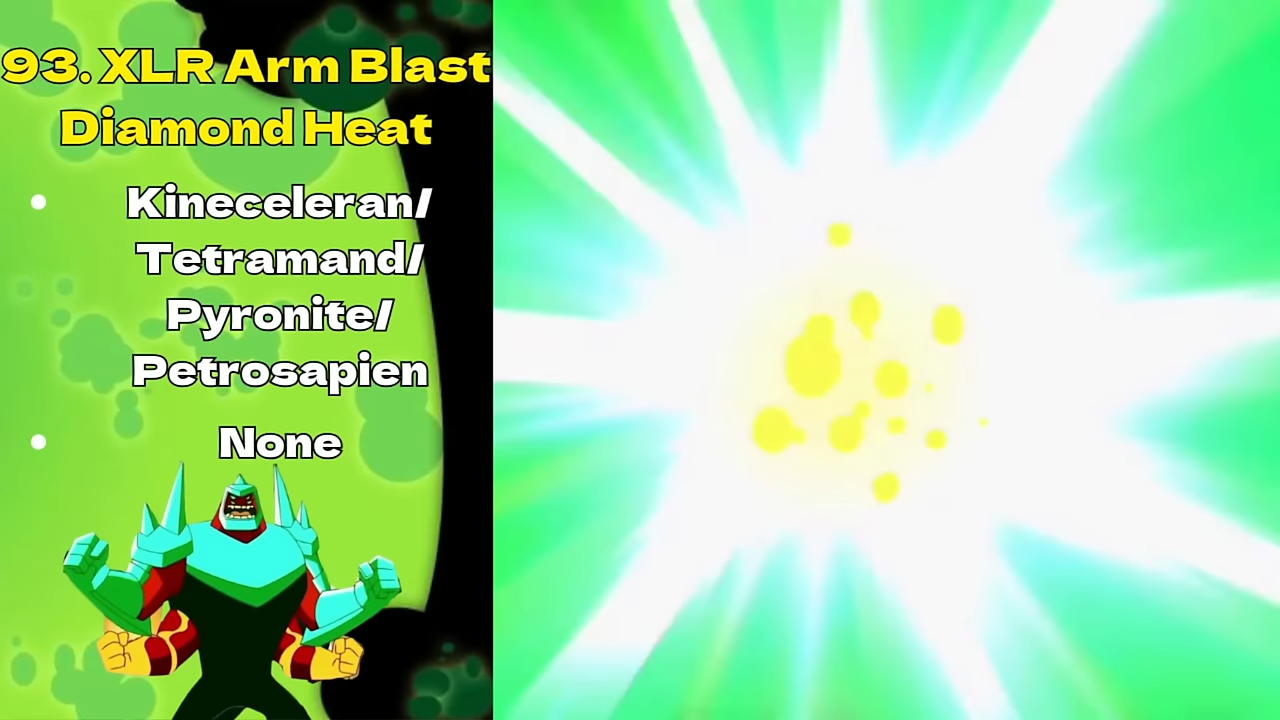 93. XLR Arm Blast
Diamond Heat
• Kineceleran/
Tetramand/
Pyronite/
Petrosapien
• None